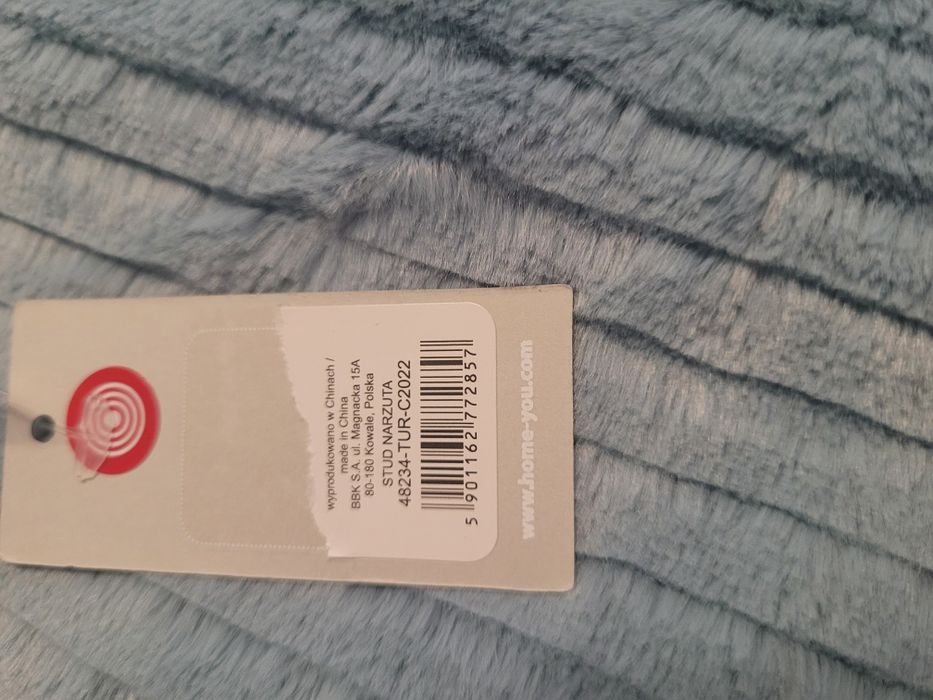 wyprodukowano w Chinach /
made in China
BBK S.A. ul. Magnacka 15A
80-180 Kowale, Polska
STUD NARZUTA
48234-TUR-C2022
5 901162 772857
www.home-you.com